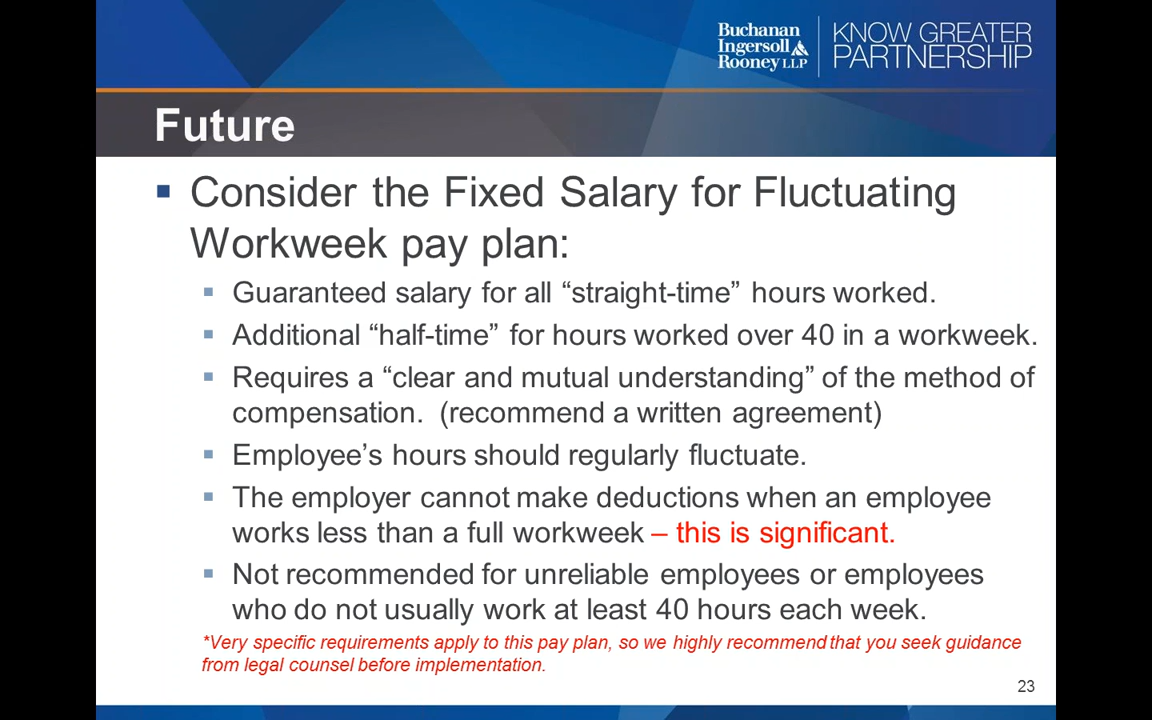 Buchanan
Ingersoll
Rooney LLP
KNOW GREATER
PARTNERSHIP
Future
Consider the Fixed Salary for Fluctuating
Workweek pay plan:
Guaranteed salary for all “straight-time” hours worked.
Additional “half-time” for hours worked over 40 in a workweek.
Requires a “clear and mutual understanding” of the method of
compensation. (recommend a written agreement)
Employee’s hours should regularly fluctuate.
The employer cannot make deductions when an employee
works less than a full workweek – this is significant.
Not recommended for unreliable employees or employees
who do not usually work at least 40 hours each week.
*Very specific requirements apply to this pay plan, so we highly recommend that you seek guidance
from legal counsel before implementation.
23